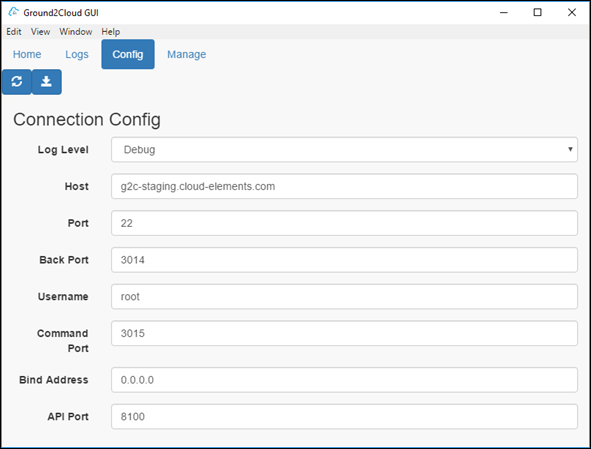 Ground2Cloud GUI
Edit View Window Help
Home Logs Config Manage
Connection Config
Log Level Debug
Host g2c-staging.cloud-elements.com
Port 22
Back Port 3014
Username root
Command Port 3015
Bind Address 0.0.0.0
API Port 8100